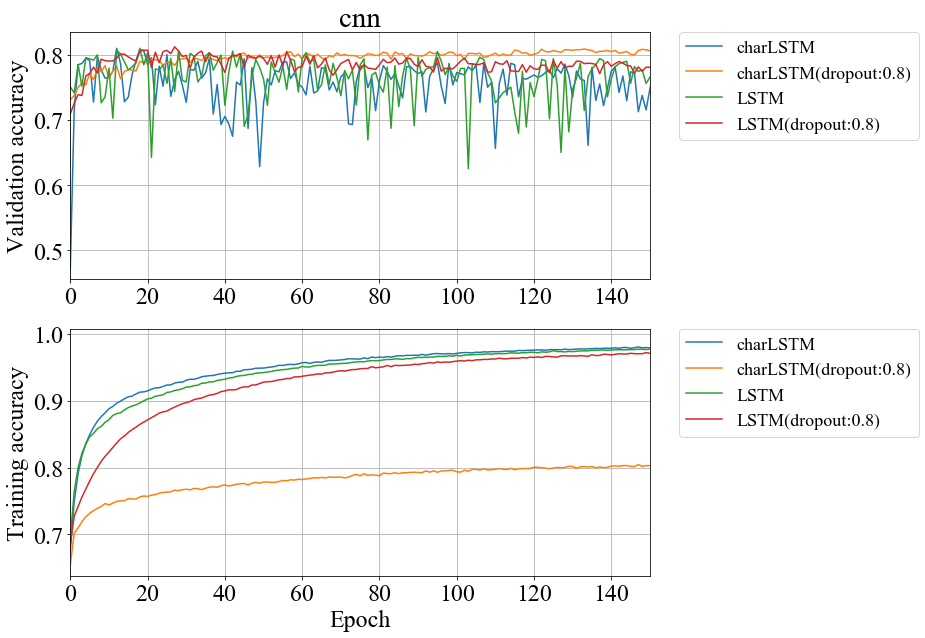 cnn
Validation accuracy
0.8
0.7
0.6
0.5
0 20 40 60 80 100 120 140
charLSTM
charLSTM(dropout:0.8)
LSTM
LSTM(dropout:0.8)
Training accuracy
1.0
0.9
0.8
0.7
0 20 40 60 80 100 120 140
Epoch
charLSTM
charLSTM(dropout:0.8)
LSTM
LSTM(dropout:0.8)